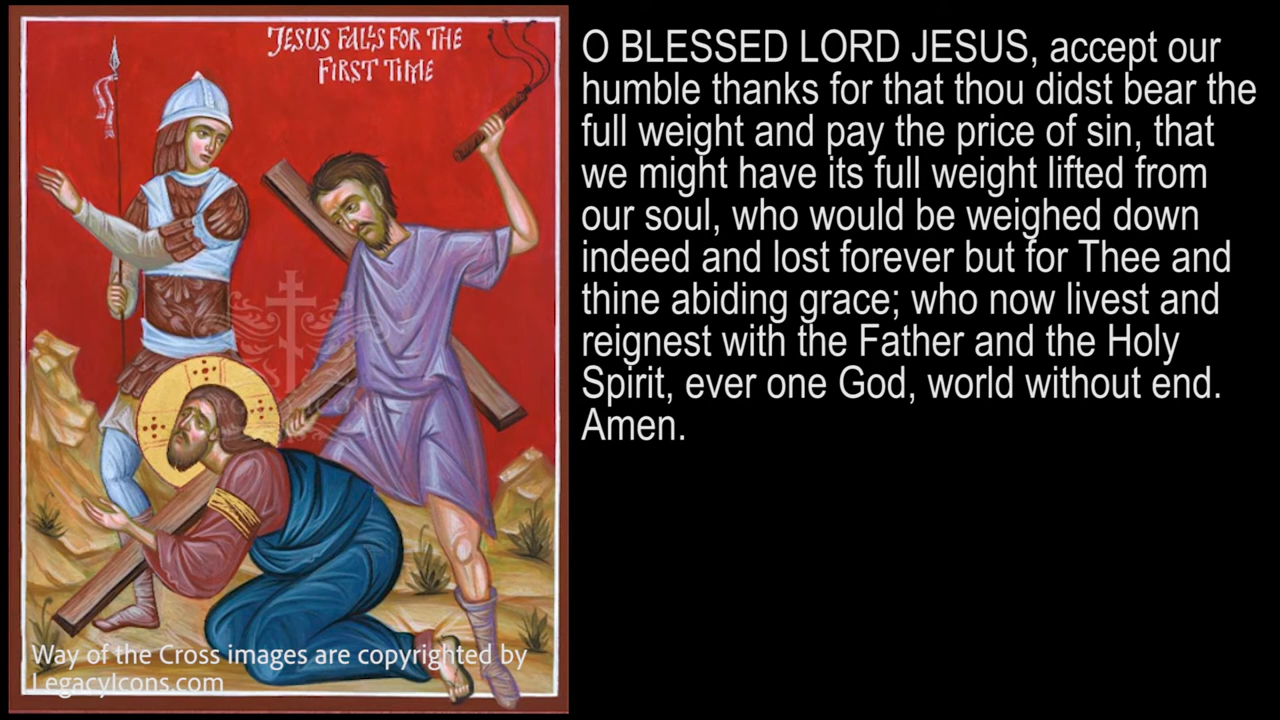 JESUS FALLS FOR THE
FIRST TIME
O BLESSED LORD JESUS, accept our
humble thanks for that thou didst bear the
full weight and pay the price of sin, that
we might have its full weight lifted from
our soul, who would be weighed down
indeed and lost forever but for Thee and
thine abiding grace; who now livest and
reignest with the Father and the Holy
Spirit, ever one God, world without end.
Amen.
Way of the Cross images are copyrighted by
LegacyIcons.com